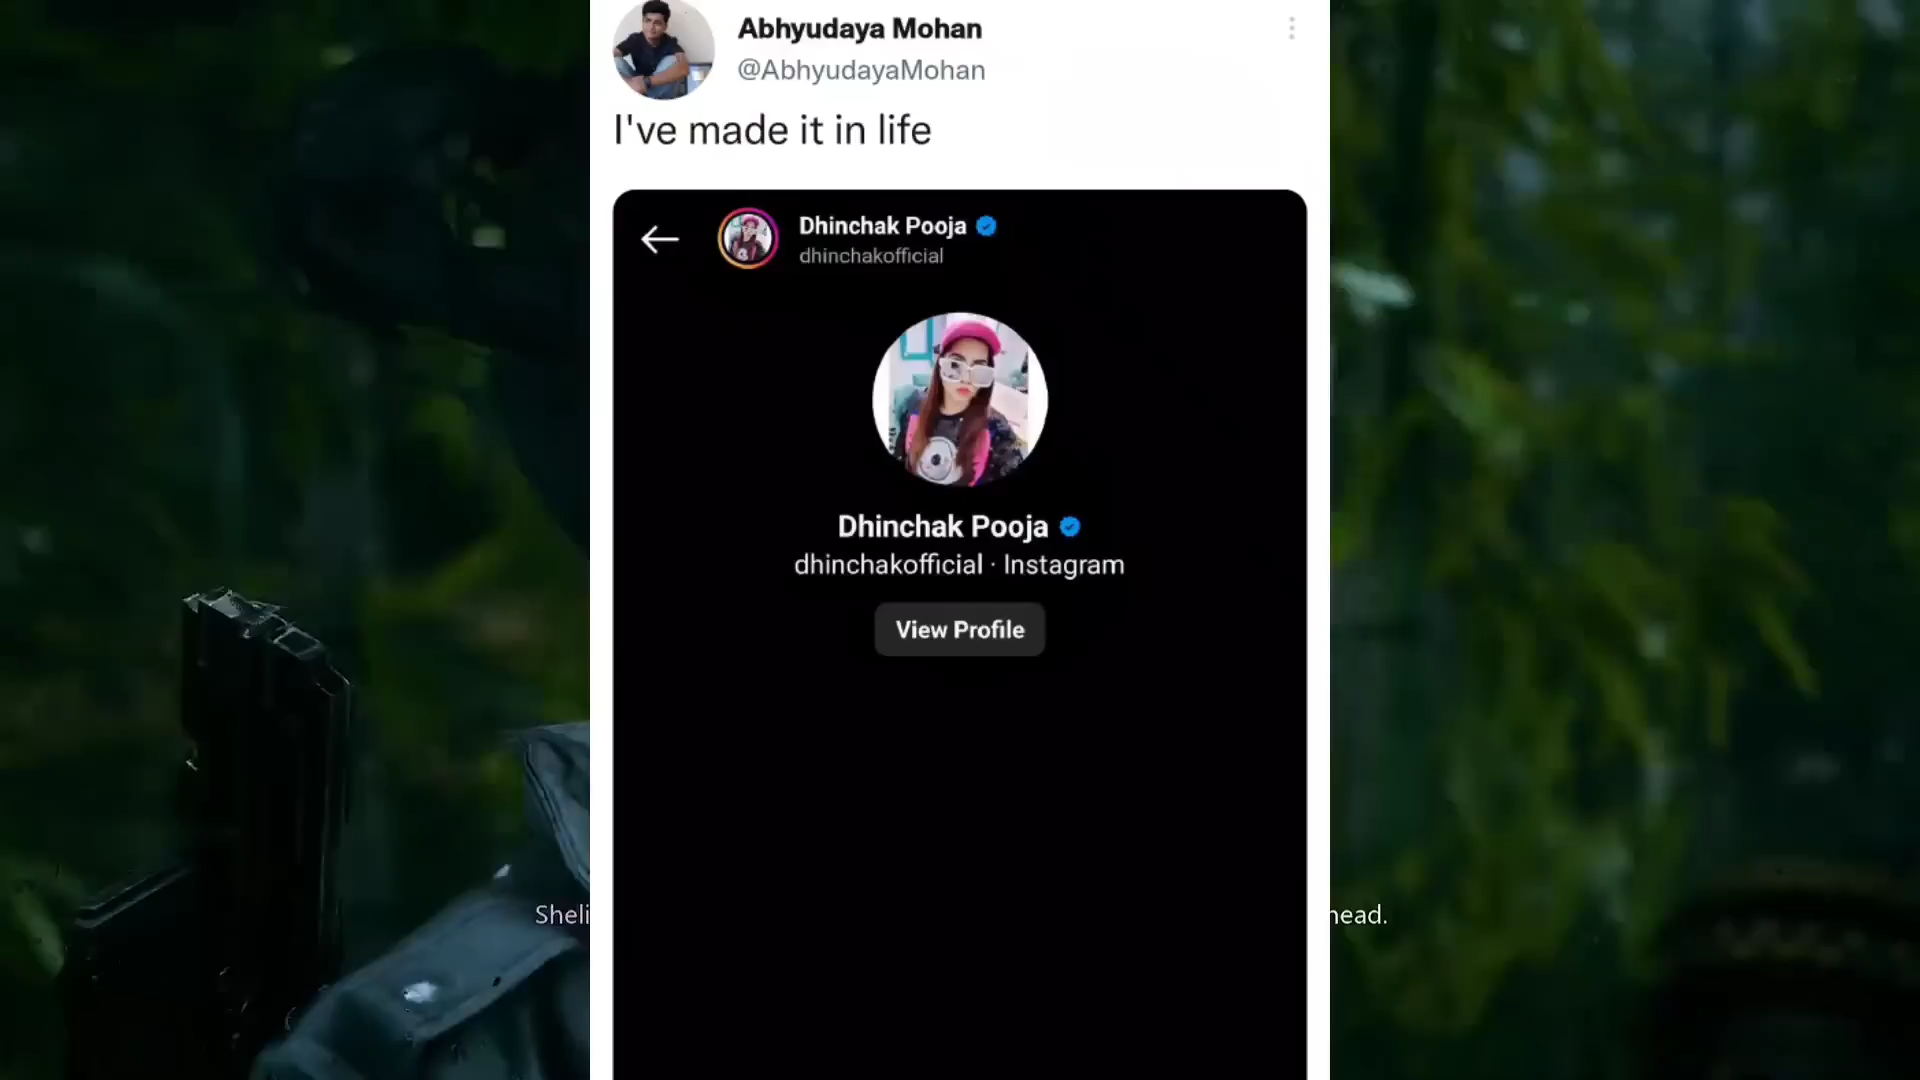 Abhyudaya Mohan
@AbhyudayaMohan
I've made it in life
Dhinchak Pooja
dhinchakofficial
Dhinchak Pooja
dhinchakofficial · Instagram
View Profile